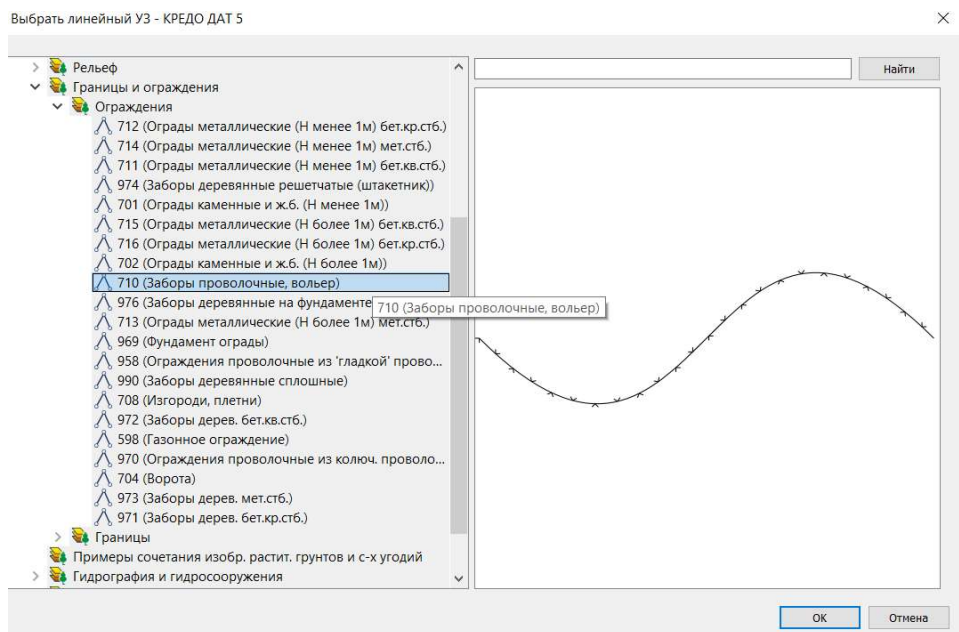 Выбрать линейный УЗ - КРЕДО ДАТ 5
Рельеф
Найти
Границы и ограждения
Ограждения
712 (Ограды металлические (Н менее 1м) бет.кр.стб.)
714 (Ограды металлические (Н менее 1м) мет.стб.)
711 (Ограды металлические (Н менее 1м) бет.кв.стб.)
974 (Заборы деревянные решетчатые (штакетник))
701 (Ограды каменные и ж.б. (Н менее 1м))
715 (Ограды металлические (Н более 1м) бет.кв.стб.)
716 (Ограды металлические (Н более 1м) бет.кр.стб.)
702 (Ограды каменные и ж.б. (Н более 1м))
710 (Заборы проволочные, вольер)
976 (Заборы деревянные на фундаменте
710 (Заборы проволочные, вольер)
713 (Ограды металлические (Н более 1м) мет.стб.)
969 (Фундамент ограды)
958 (Ограждения проволочные из 'гладкой' прово...
990 (Заборы деревянные сплошные)
708 (Изгороди, плетни)
972 (Заборы дерев. бет.кв.стб.)
598 (Газонное ограждение)
970 (Ограждения проволочные из колюч. проволо...
704 (Ворота)
973 (Заборы дерев. мет.стб.)
971 (Заборы дерев. бет.кр.стб.)
Границы
Примеры сочетания изобр. растит. грунтов и с-х угодий
Гидрография и гидросооружения
ОК
Отмена